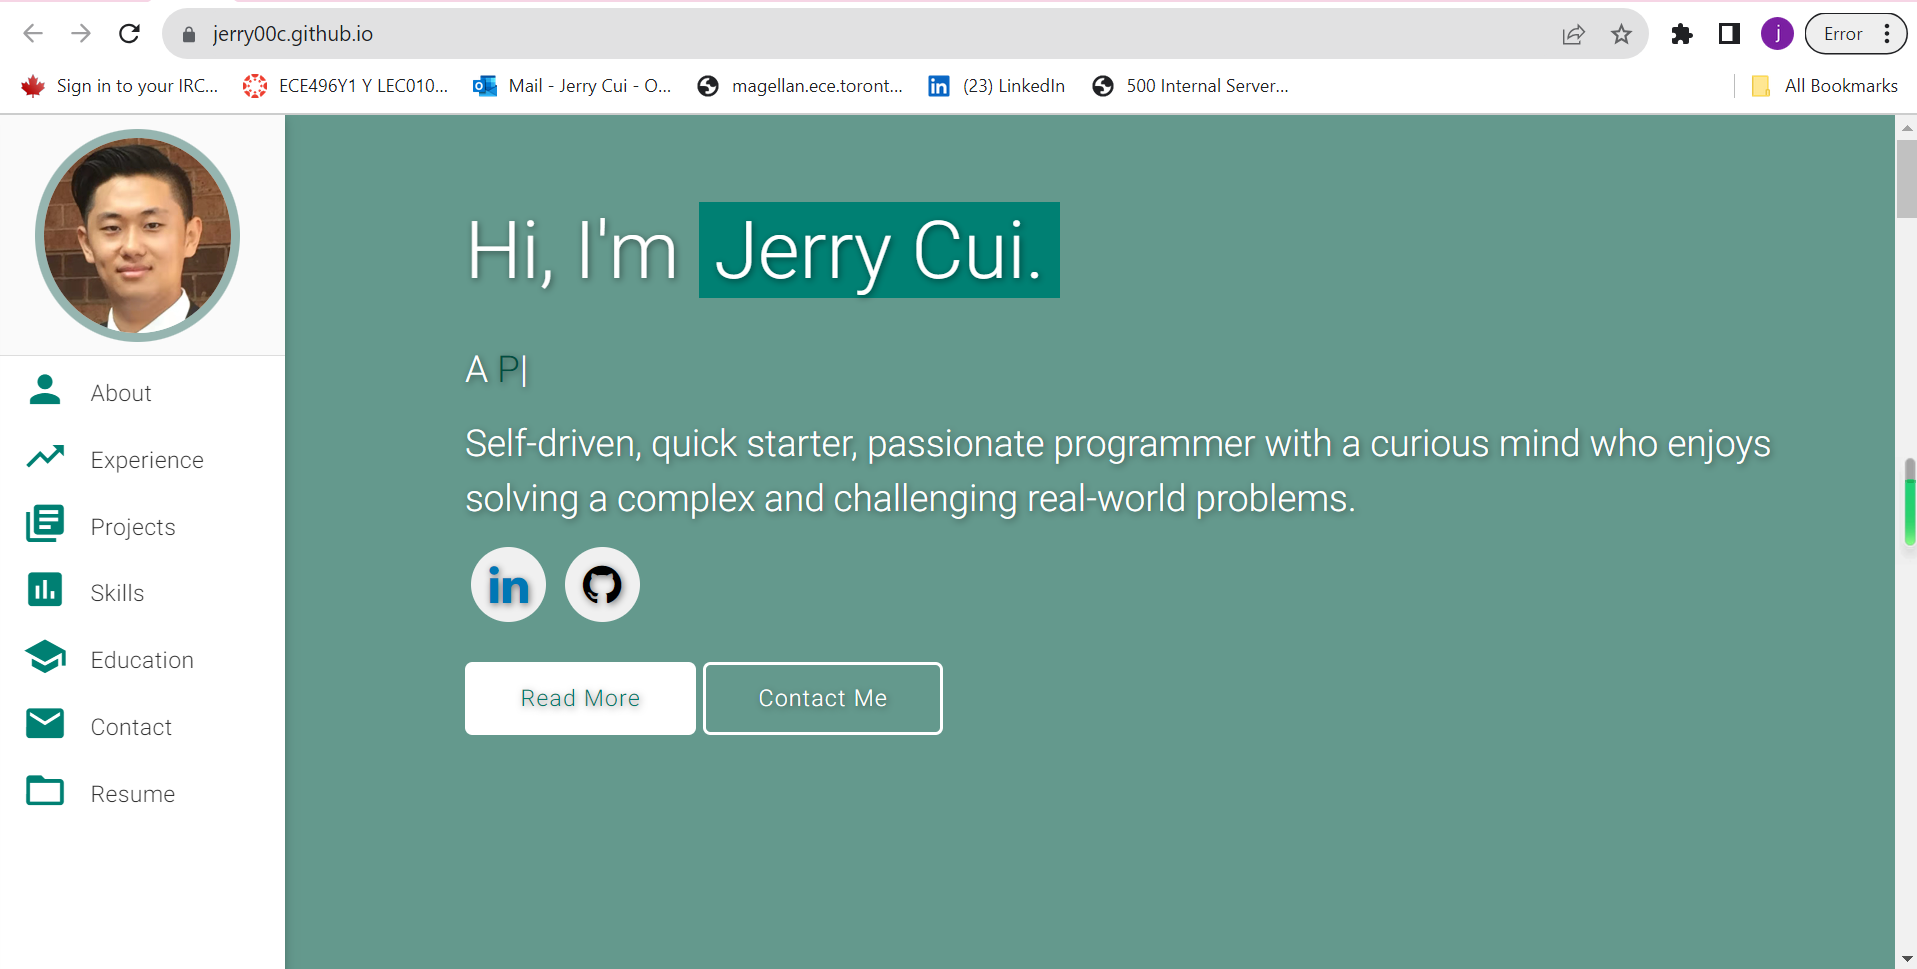 jerry00c.github.io
j
Error
Sign in to your IRC...
ECE496Y1 Y LEC010...
Mail - Jerry Cui - O...
magellan.ece.toront...
(23) LinkedIn
500 Internal Server...
All Bookmarks
Hi, I'm Jerry Cui.
A P|
Self-driven, quick starter, passionate programmer with a curious mind who enjoys
solving a complex and challenging real-world problems.
in
Read More
Contact Me
About
Experience
Projects
Skills
Education
Contact
Resume